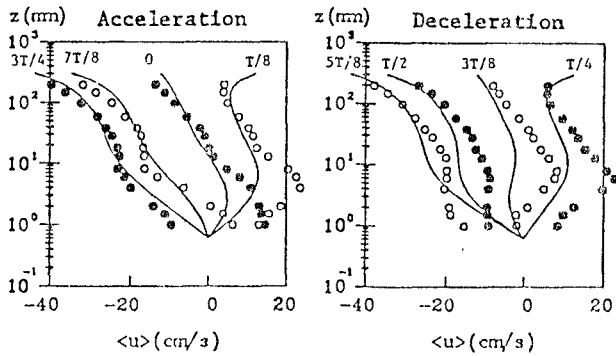 z(mm) Acceleration
z(mm) Deceleration
10³
3T/4 7T/8 0 T/8
10²
10¹
10⁰
10⁻¹
-40 -20 0 20
<u>(cm/s)
10³
5T/8 T/2 3T/8 T/4
10²
10¹
10⁰
10⁻¹
-40 -20 0 20
<u>(cm/s)